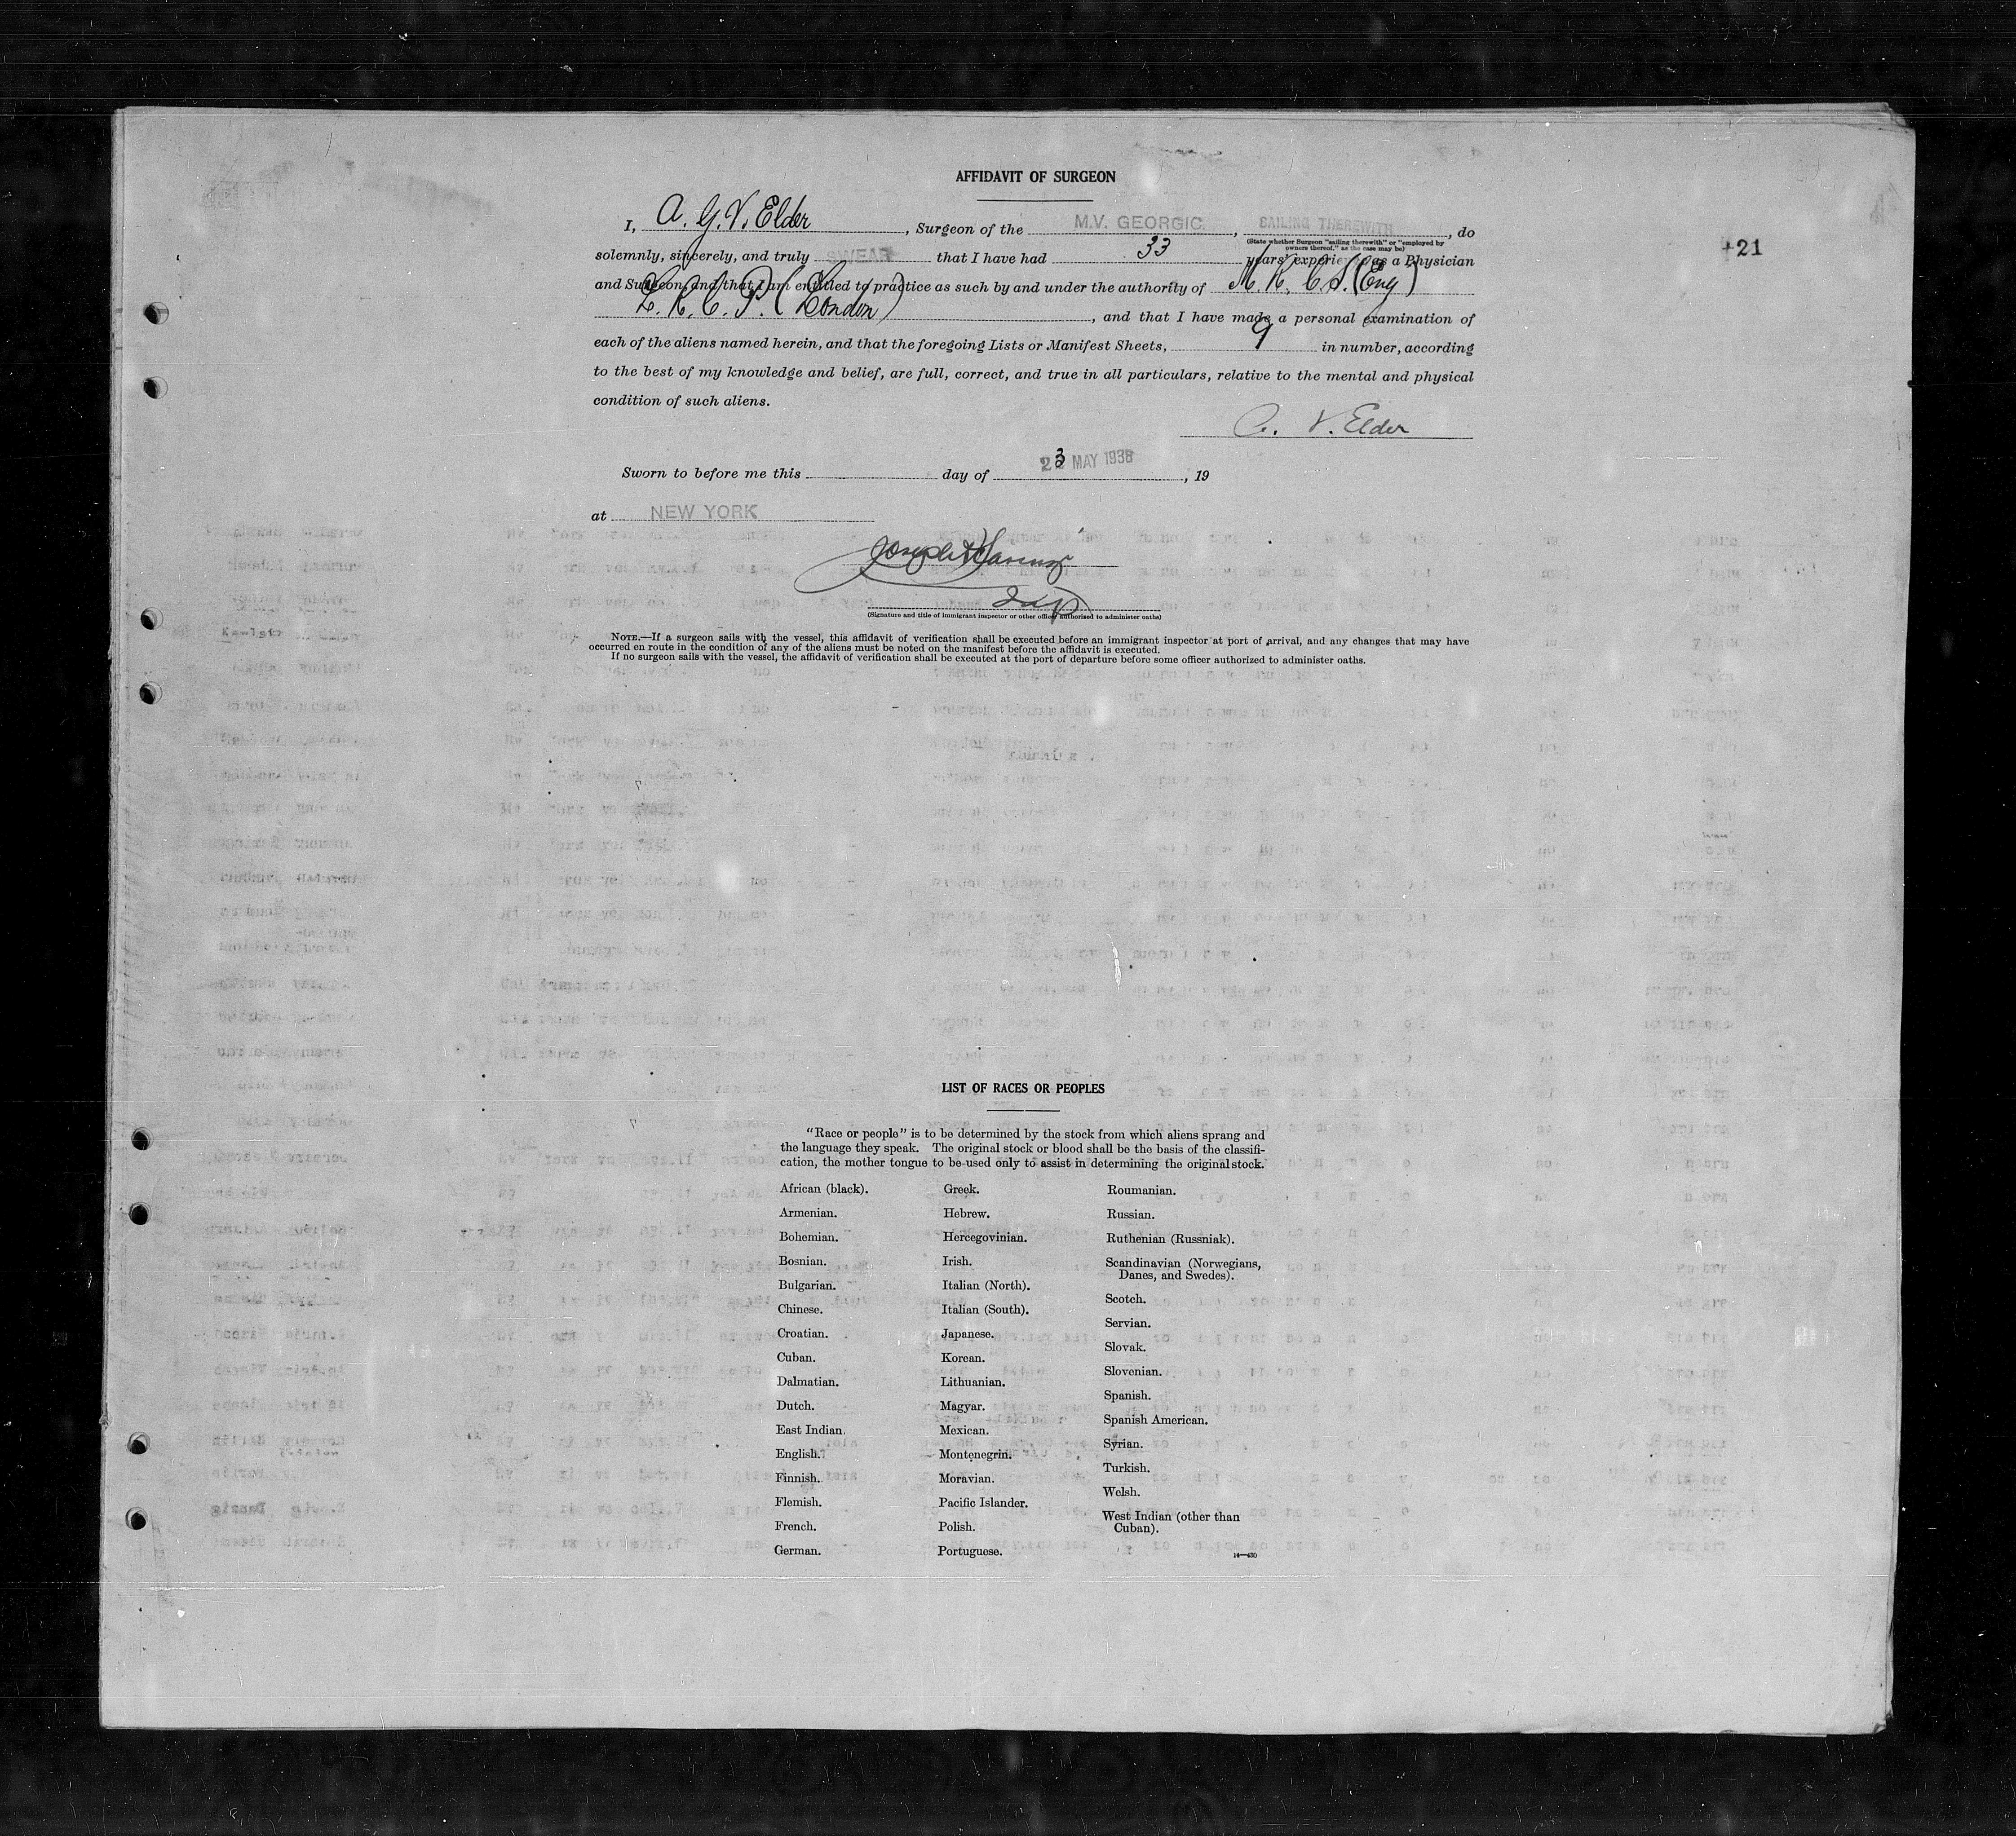 AFFIDAVIT OF SURGEON
I, A. G. V. Elder, Surgeon of the M.V. GEORGIC, SAILING THEREWITH, do
(State whether Surgeon "sailing therewith" or "employed by
owners thereof," as the case may be)
21
solemnly, sincerely, and truly SWEAR that I have had 33 years' experience as a Physician
and Surgeon, and that I am entitled to practice as such by and under the authority of M. R. C. S. (Eng)
L. R. C. P. (London), and that I have made a personal examination of
each of the aliens named herein, and that the foregoing Lists or Manifest Sheets, 9 in number, according
to the best of my knowledge and belief, are full, correct, and true in all particulars, relative to the mental and physical
condition of such aliens.
V. Elder
Sworn to before me this day of 23 MAY 1938, 19
at NEW YORK
Joseph
(Signature and title of immigrant inspector or other officer authorized to administer oaths)
NOTE.—If a surgeon sails with the vessel, this affidavit of verification shall be executed before an immigrant inspector at port of arrival, and any changes that may have
occurred en route in the condition of any of the aliens must be noted on the manifest before the affidavit is executed.
If no surgeon sails with the vessel, the affidavit of verification shall be executed at the port of departure before some officer authorized to administer oaths.
LIST OF RACES OR PEOPLES
"Race or people" is to be determined by the stock from which aliens sprang and
the language they speak. The original stock or blood shall be the basis of the classifi-
cation, the mother tongue to be used only to assist in determining the original stock.
African (black).
Armenian.
Bohemian.
Bosnian.
Bulgarian.
Chinese.
Croatian.
Cuban.
Dalmatian.
Dutch.
East Indian.
English.
Finnish.
Flemish.
French.
German.
Greek.
Hebrew.
Hercegovinian.
Irish.
Italian (North).
Italian (South).
Japanese.
Korean.
Lithuanian.
Magyar.
Mexican.
Montenegrin.
Moravian.
Pacific Islander.
Polish.
Portuguese.
Roumanian.
Russian.
Ruthenian (Russniak).
Scandinavian (Norwegians,
Danes, and Swedes).
Scotch.
Servian.
Slovak.
Slovenian.
Spanish.
Spanish American.
Syrian.
Turkish.
Welsh.
West Indian (other than
Cuban).
14—430